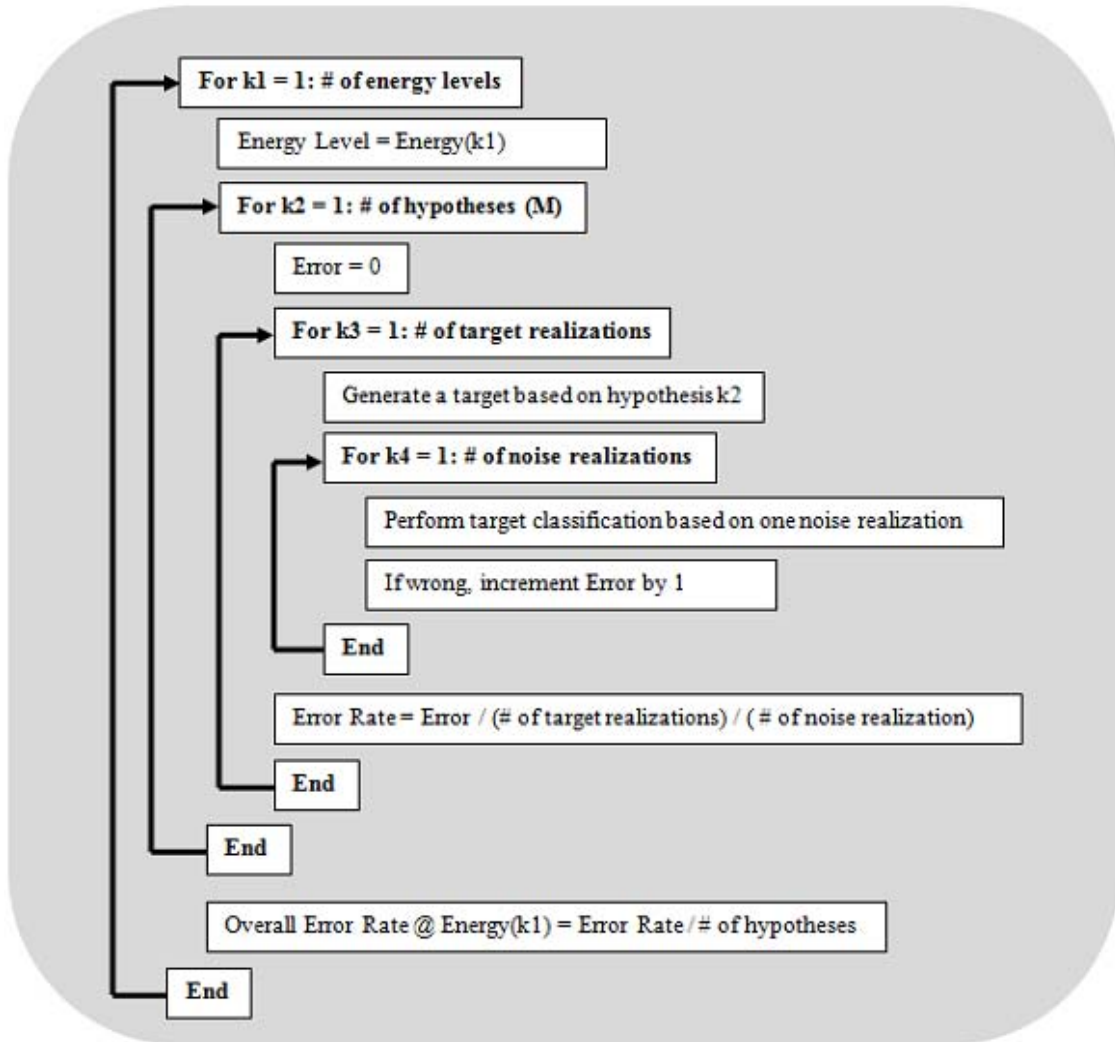 For k1 = 1: # of energy levels
Energy Level = Energy(k1)
For k2 = 1: # of hypotheses (M)
Error = 0
For k3 = 1: # of target realizations
Generate a target based on hypothesis k2
For k4 = 1: # of noise realizations
Perform target classification based on one noise realization
If wrong, increment Error by 1
End
Error Rate = Error / (# of target realizations) / ( # of noise realization)
End
End
Overall Error Rate @ Energy(k1) = Error Rate / # of hypotheses
End